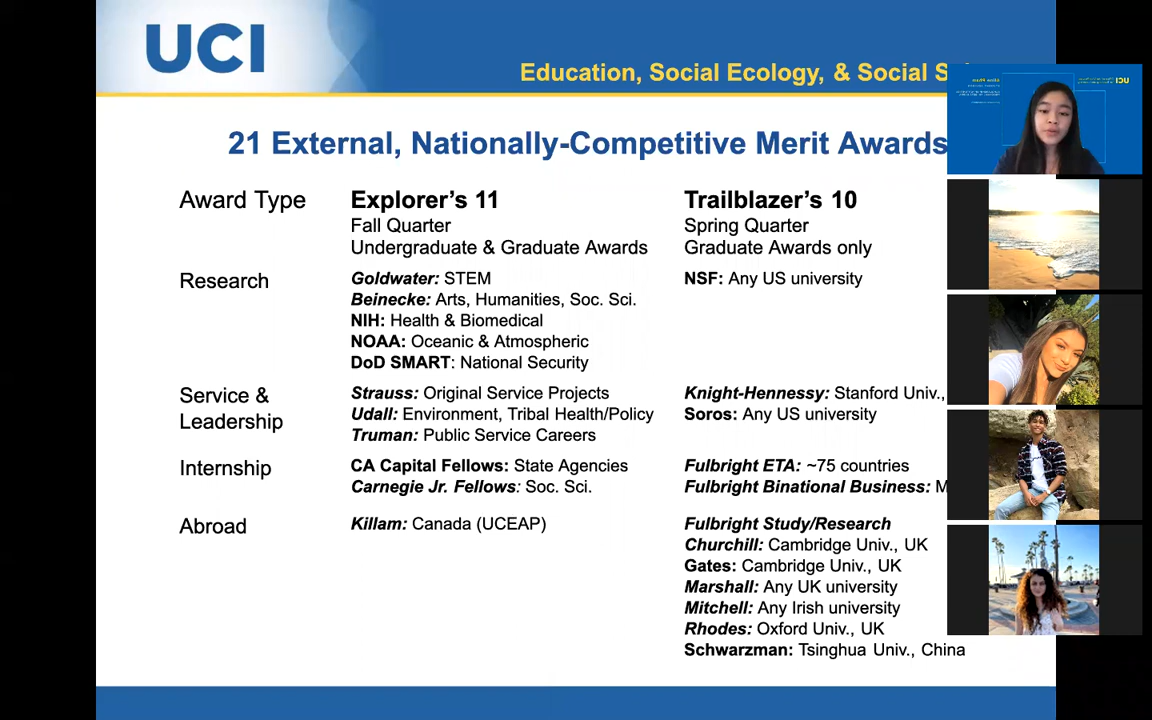 UCI
Education, Social Ecology, & Social
21 External, Nationally-Competitive Merit Awards
Award Type
Explorer's 11
Fall Quarter
Undergraduate & Graduate Awards
Trailblazer's 10
Spring Quarter
Graduate Awards only
Research
Goldwater: STEM
Beinecke: Arts, Humanities, Soc. Sci.
NIH: Health & Biomedical
NOAA: Oceanic & Atmospheric
DoD SMART: National Security
NSF: Any US university
Service &
Leadership
Strauss: Original Service Projects
Udall: Environment, Tribal Health/Policy
Truman: Public Service Careers
Knight-Hennessy: Stanford Univ.,
Soros: Any US university
Internship
CA Capital Fellows: State Agencies
Carnegie Jr. Fellows: Soc. Sci.
Fulbright ETA: ~75 countries
Fulbright Binational Business:
Abroad
Killam: Canada (UCEAP)
Fulbright Study/Research
Churchill: Cambridge Univ., UK
Gates: Cambridge Univ., UK
Marshall: Any UK university
Mitchell: Any Irish university
Rhodes: Oxford Univ., UK
Schwarzman: Tsinghua Univ., China